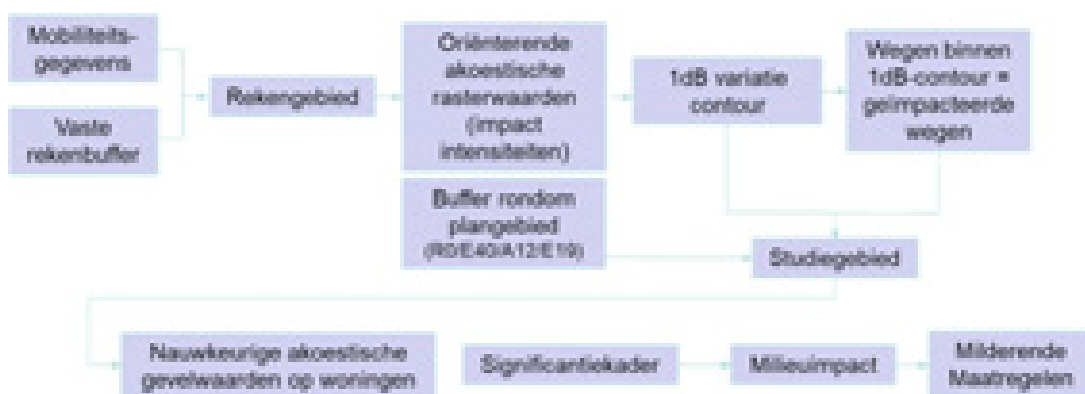 Mobiliteits-
gegevens
Vaste
rekenbuffer
Rekengebied
Oriënterende
akoestische
rasterwaarden
(impact
intensiteiten)
Buffer rondom
plangebied
(R0/E40/A12/E19)
1dB variatie
contour
Wegen binnen
1dB-contour =
geïmpacteerde
wegen
Studiegebied
Nauwkeurige akoestische
gevelwaarden op woningen
Significantiekader
Milieuimpact
Milderende
Maatregelen